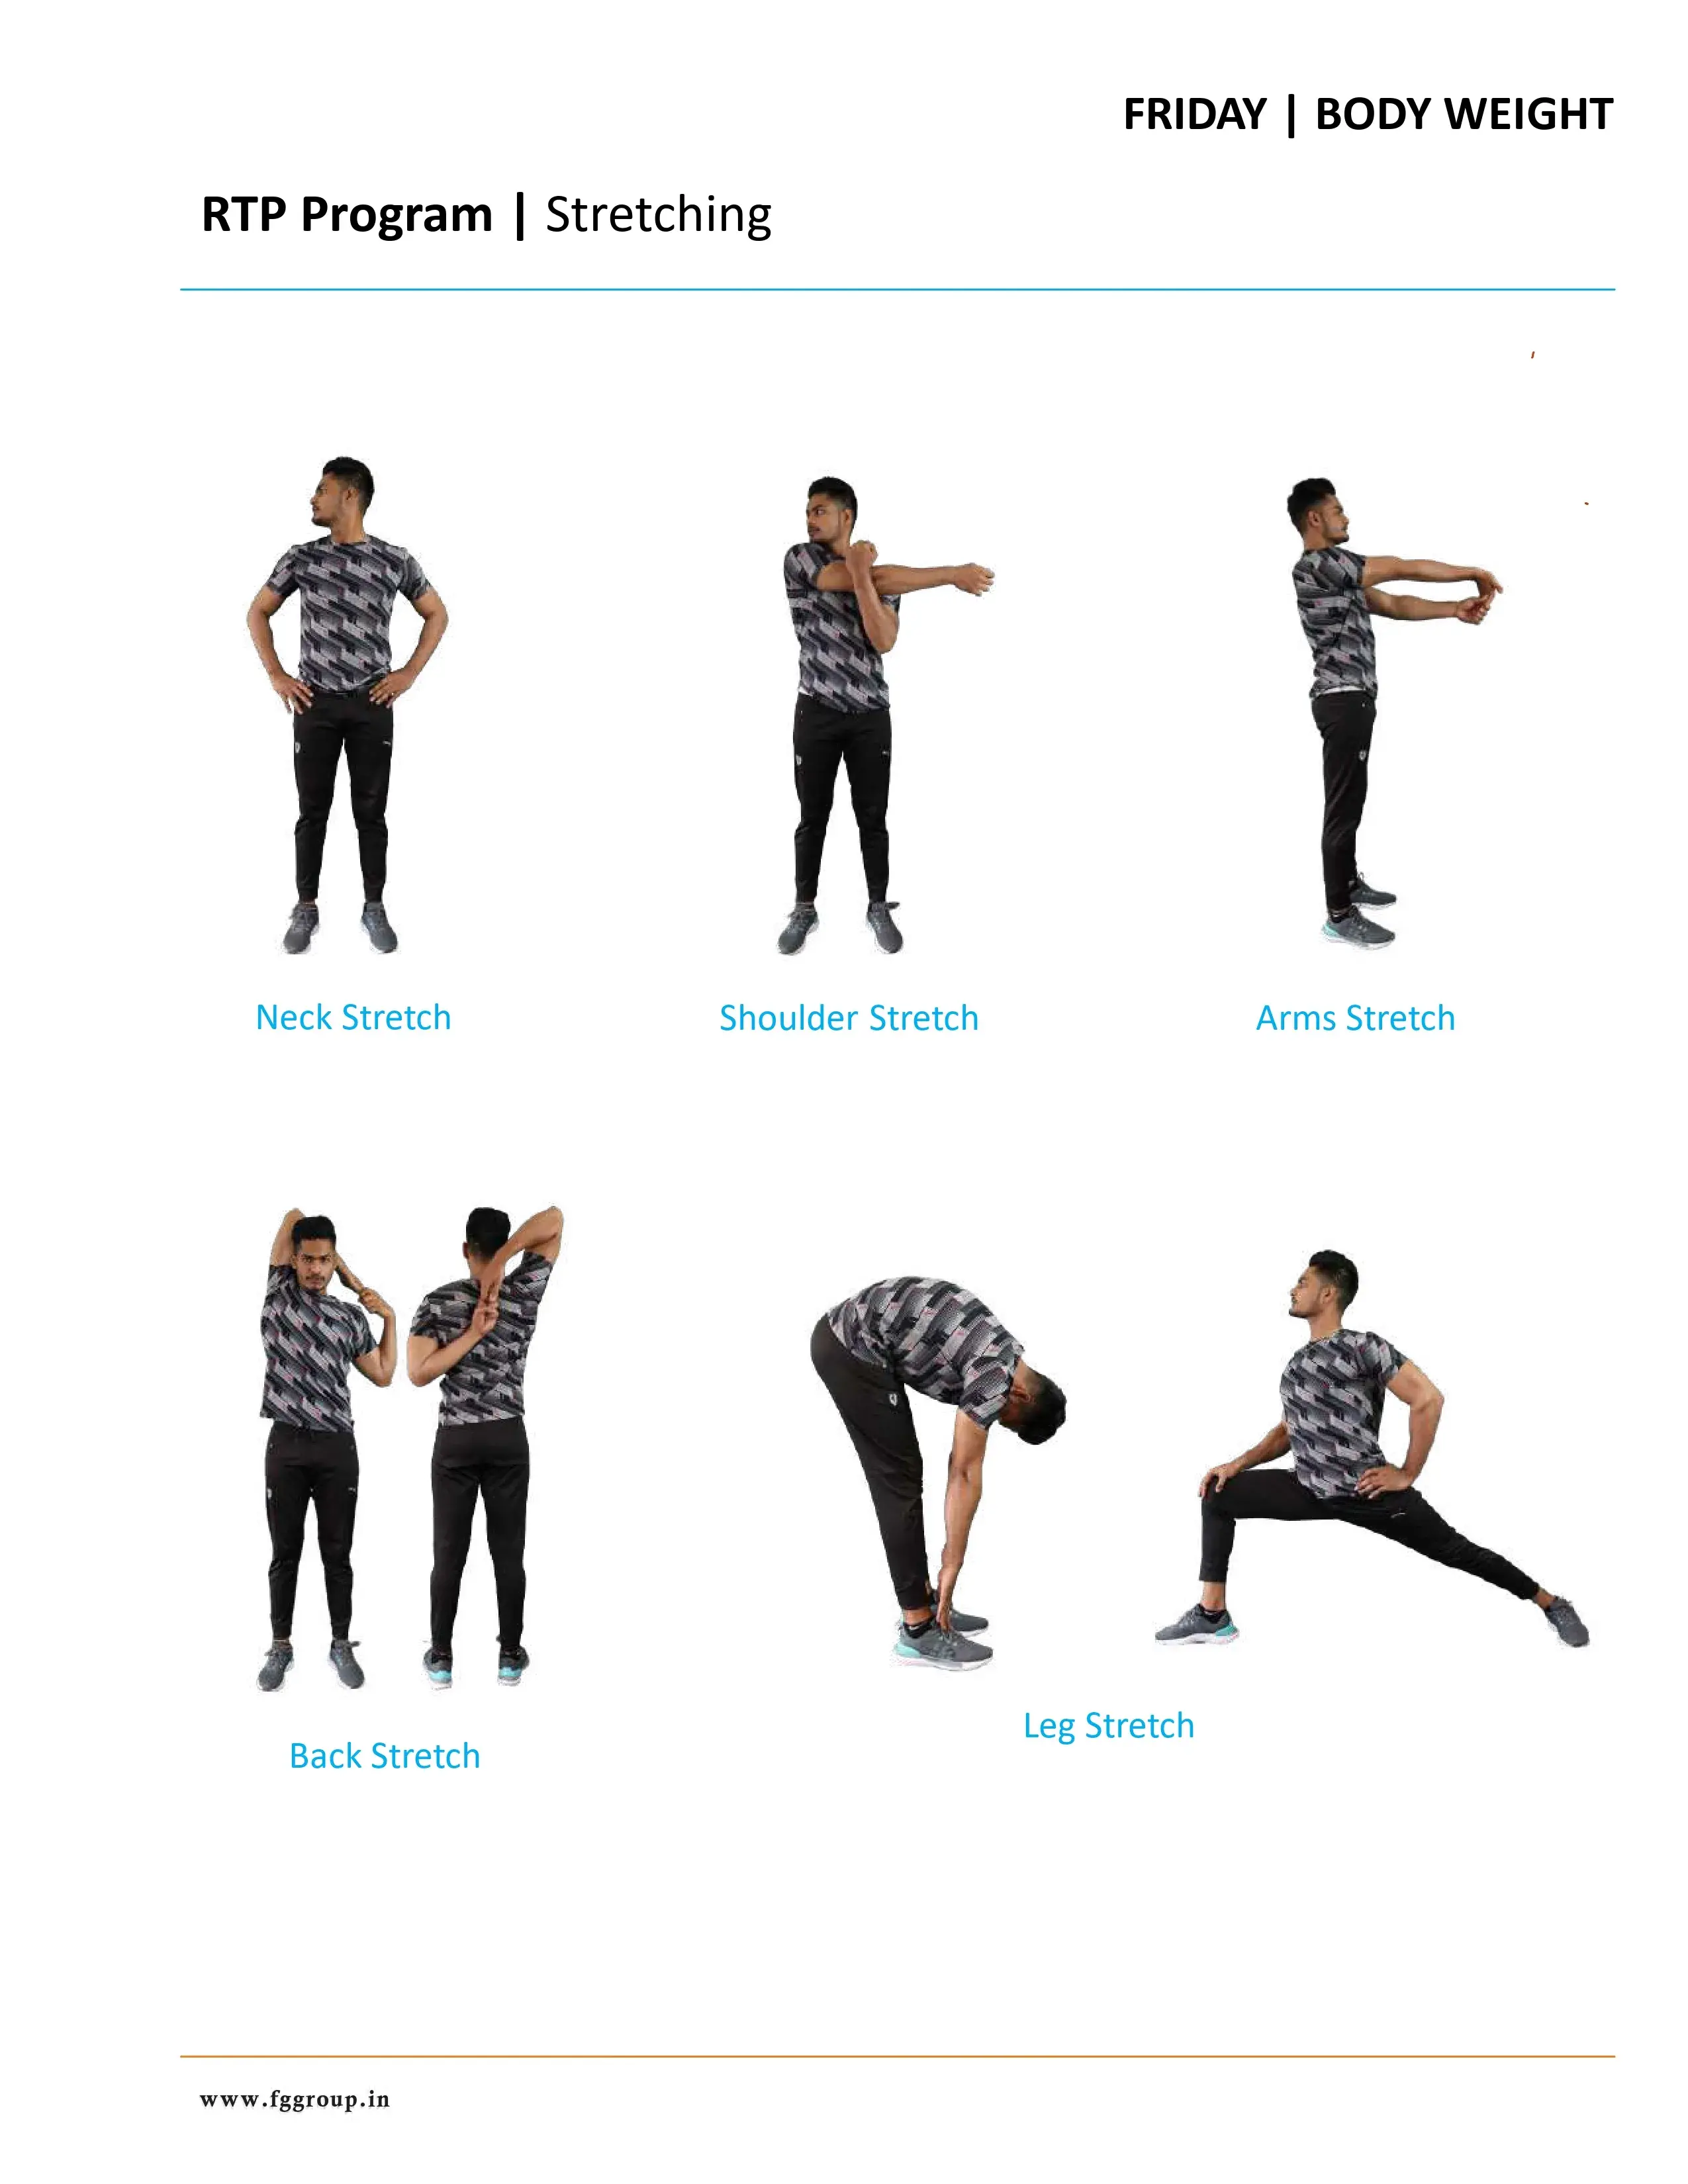 FRIDAY | BODY WEIGHT
RTP Program | Stretching
Neck Stretch
Shoulder Stretch
Arms Stretch
Back Stretch
Leg Stretch
www.fggroup.in